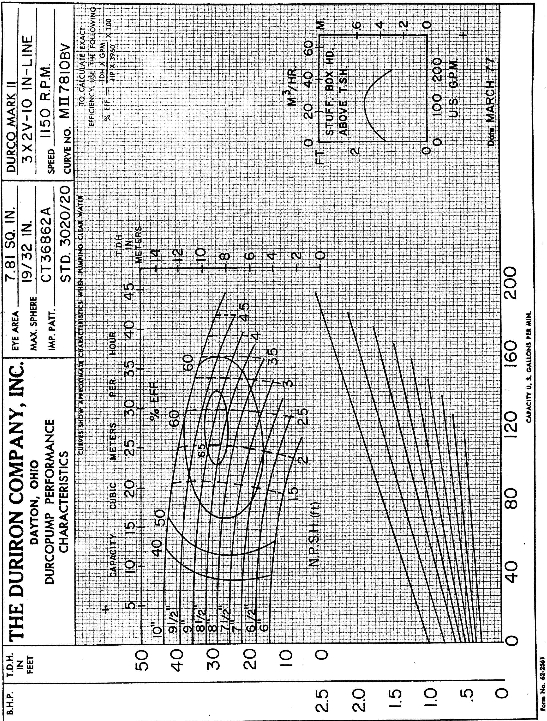 THE DURIRON COMPANY, INC.
DAYTON, OHIO
DURCOPUMP PERFORMANCE
CHARACTERISTICS
EYE AREA 7.81 SQ. IN.
MAX. SPHERE 19/32 IN.
IMP. PATT. CT36862A
STD. 3020/20
DURCO MARK II
3 X 2V-10 IN-LINE
SPEED 1150 R.P.M.
CURVE NO. MII7810BV
CURVES SHOW APPROXIMATE CHARACTERISTICS WHEN PUMPING CLEAR WATER
TO CALCULATE EXACT
EFFICIENCY, USE THE FOLLOWING
% EFF. = TDH X GPM / HP X 3960 X 100
CAPACITY CUBIC METERS PER. HOUR
5 10 15 20 25 30 35 40 45
T.D.H.
IN
METERS
14
12
10
8
6
4
2
0
B.H.P.
T.D.H.
IN
FEET
50
40
30
20
10
0
40 50 60 65 60
% EFF.
10"
9 1/2"
9"
8 1/2"
8"
7 1/2"
7"
6 1/2"
6"
1.5 2 2.5 3 3.5 4 4.5
N.P.S.H.(ft)
2.5
2.0
1.5
1.0
.5
0
0 40 80 120 160 200
CAPACITY U. S. GALLONS PER MIN.
M³/HR.
0 20 40 60
FT. M
STUFF. BOX HD.
ABOVE T.S.H.
2
0
.6
.4
.2
0
0 100 200
U.S. G.P.M.
Date MARCH '77
Form No. 62-2561